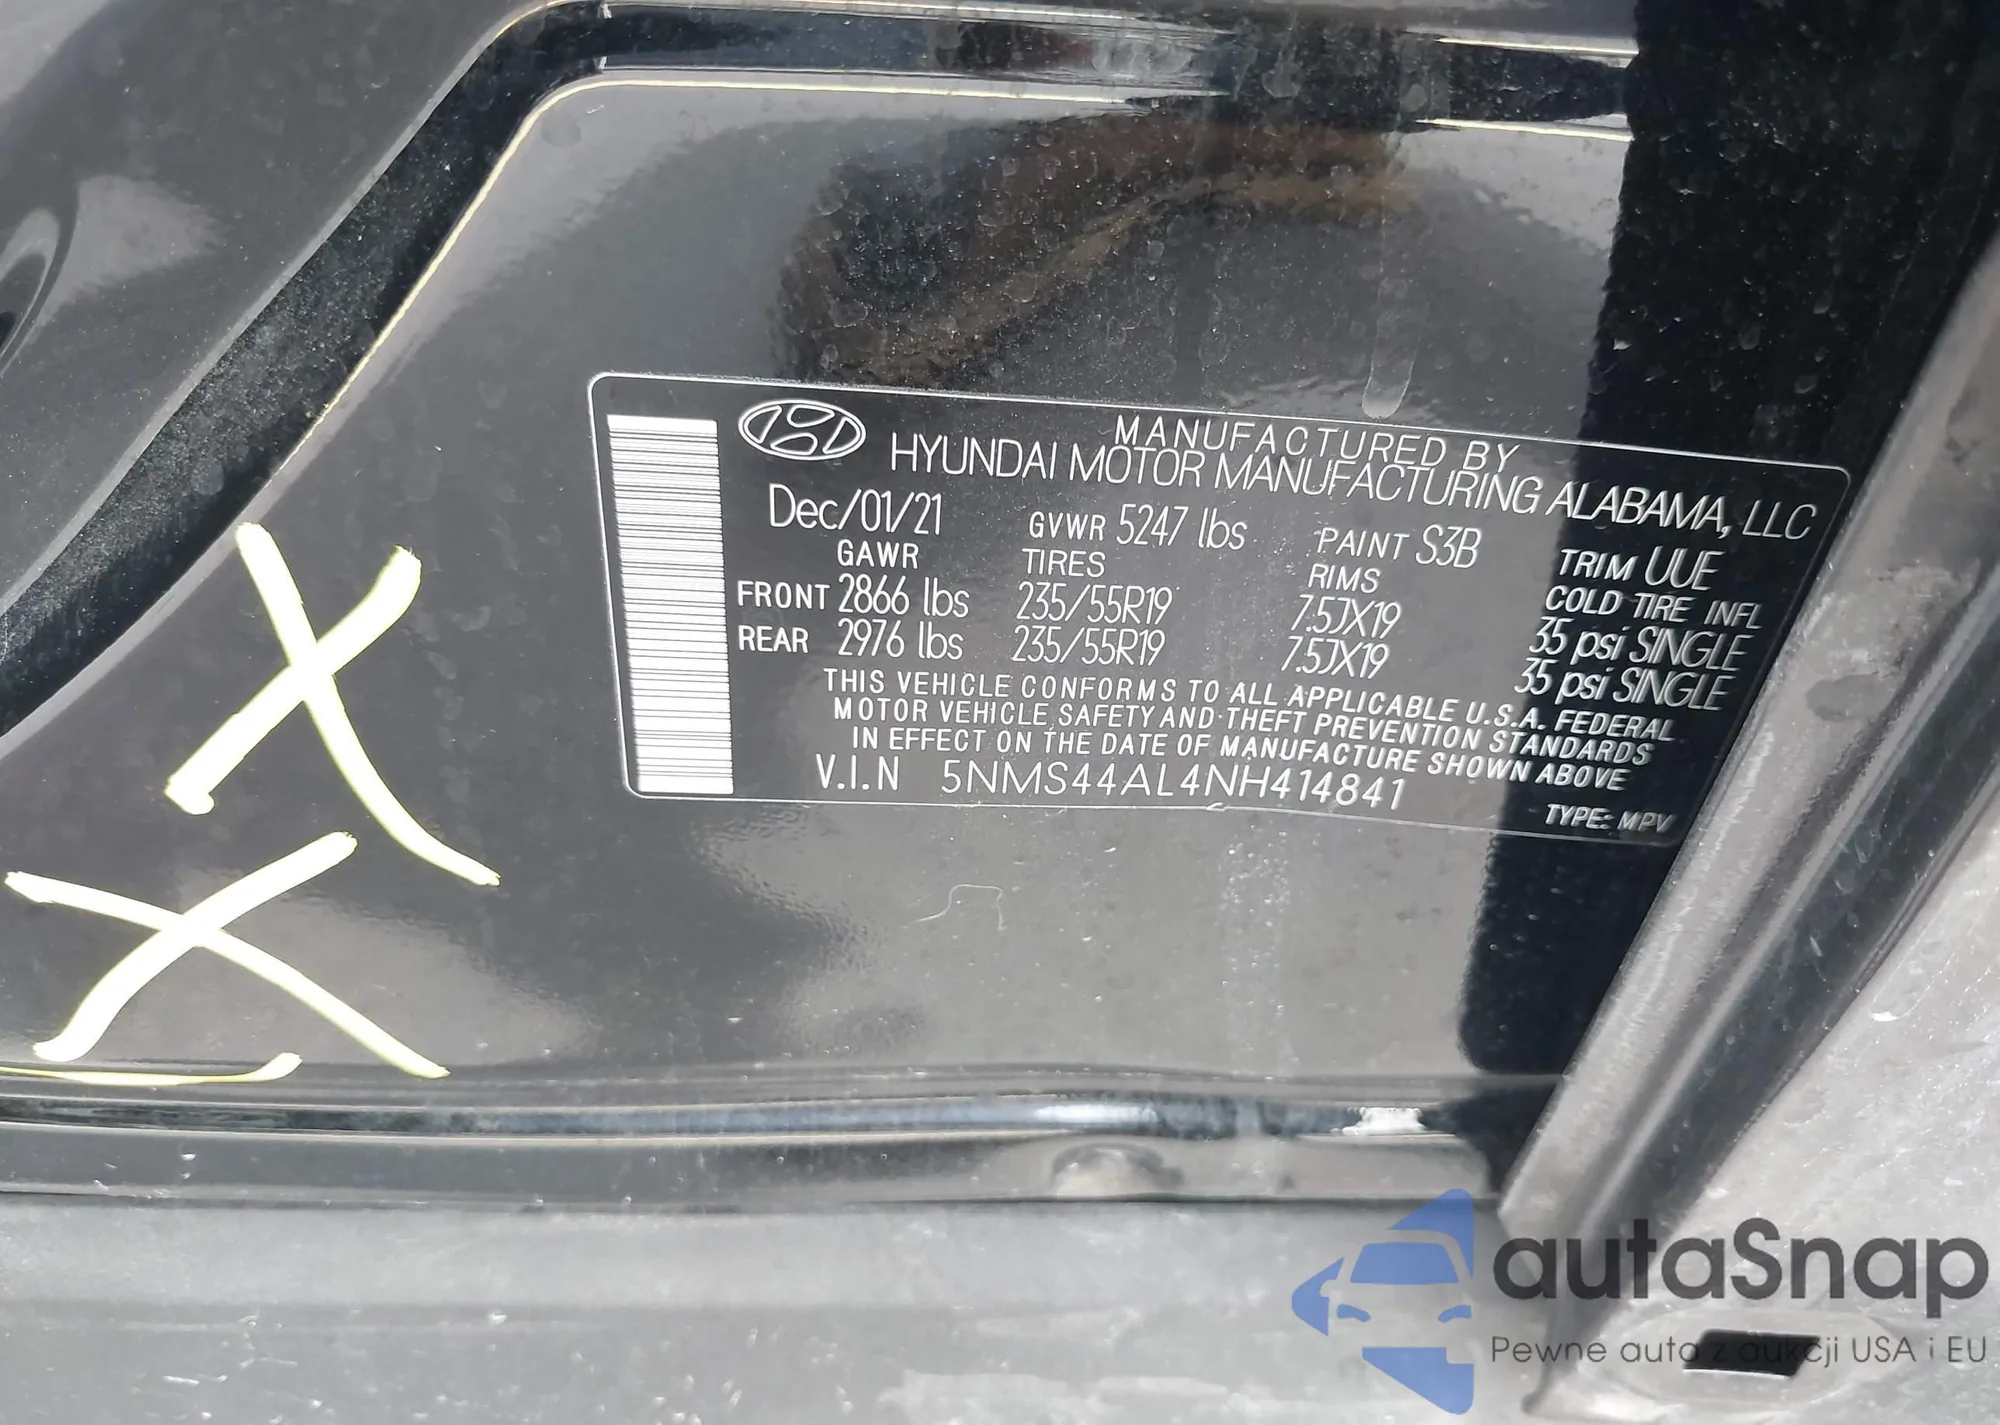 MANUFACTURED BY
HYUNDAI MOTOR MANUFACTURING ALABAMA, LLC
Dec/01/21 GVWR 5247 lbs PAINT S3B TRIM UUE
GAWR TIRES RIMS COLD TIRE INFL
FRONT 2866 lbs 235/55R19 7.5JX19 35 psi SINGLE
REAR 2976 lbs 235/55R19 7.5JX19 35 psi SINGLE
THIS VEHICLE CONFORMS TO ALL APPLICABLE U.S.A. FEDERAL
MOTOR VEHICLE SAFETY AND THEFT PREVENTION STANDARDS
IN EFFECT ON THE DATE OF MANUFACTURE SHOWN ABOVE
V.I.N 5NMS44AL4NH414841
TYPE: MPV
X
X
autaSnap
Pewne auta z aukcji USA i EU